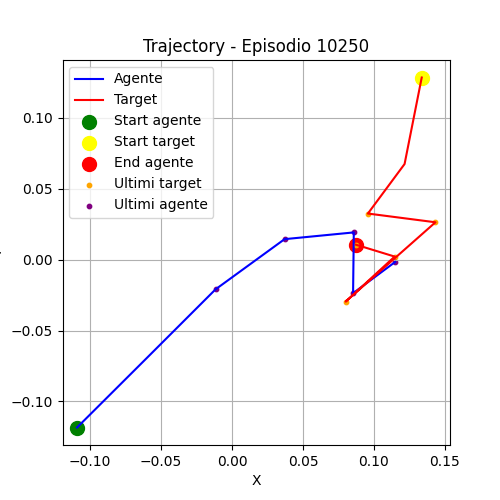 Trajectory - Episodio 10250
Agente
Target
Start agente
Start target
End agente
Ultimi target
Ultimi agente
0.10
0.05
0.00
−0.05
−0.10
−0.10
−0.05
0.00
0.05
0.10
0.15
X